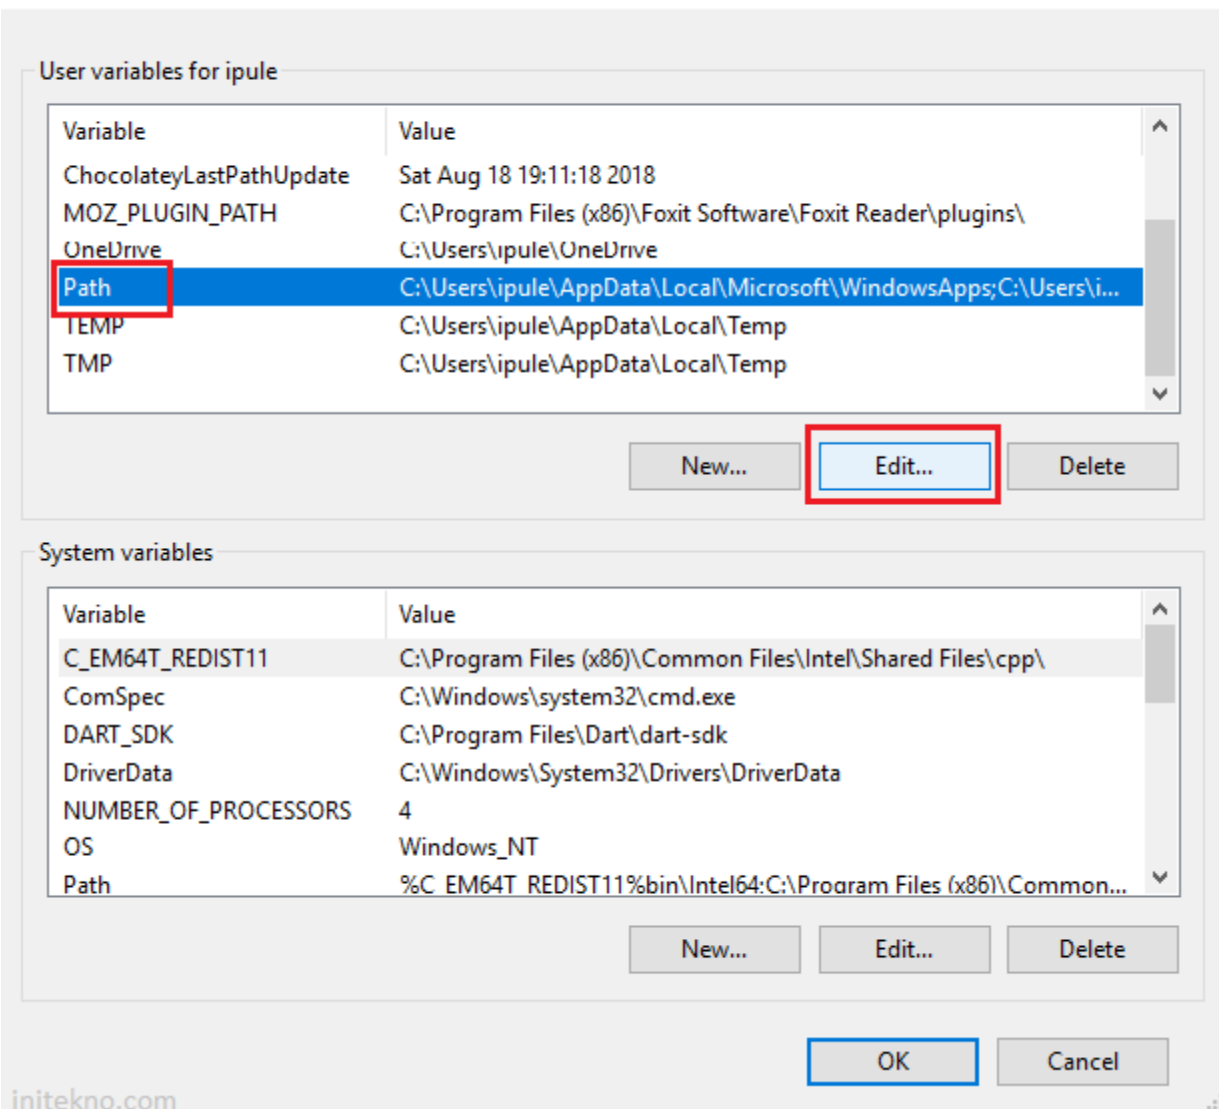 User variables for ipule
Variable Value
ChocolateyLastPathUpdate Sat Aug 18 19:11:18 2018
MOZ_PLUGIN_PATH C:\Program Files (x86)\Foxit Software\Foxit Reader\plugins\
OneDrive C:\Users\ipule\OneDrive
Path C:\Users\ipule\AppData\Local\Microsoft\WindowsApps;C:\Users\i...
TEMP C:\Users\ipule\AppData\Local\Temp
TMP C:\Users\ipule\AppData\Local\Temp
New... Edit... Delete
System variables
Variable Value
C_EM64T_REDIST11 C:\Program Files (x86)\Common Files\Intel\Shared Files\cpp\
ComSpec C:\Windows\system32\cmd.exe
DART_SDK C:\Program Files\Dart\dart-sdk
DriverData C:\Windows\System32\Drivers\DriverData
NUMBER_OF_PROCESSORS 4
OS Windows_NT
Path %C_EM64T_REDIST11%bin\Intel64;C:\Program Files (x86)\Common...
New... Edit... Delete
OK Cancel
initekno.com